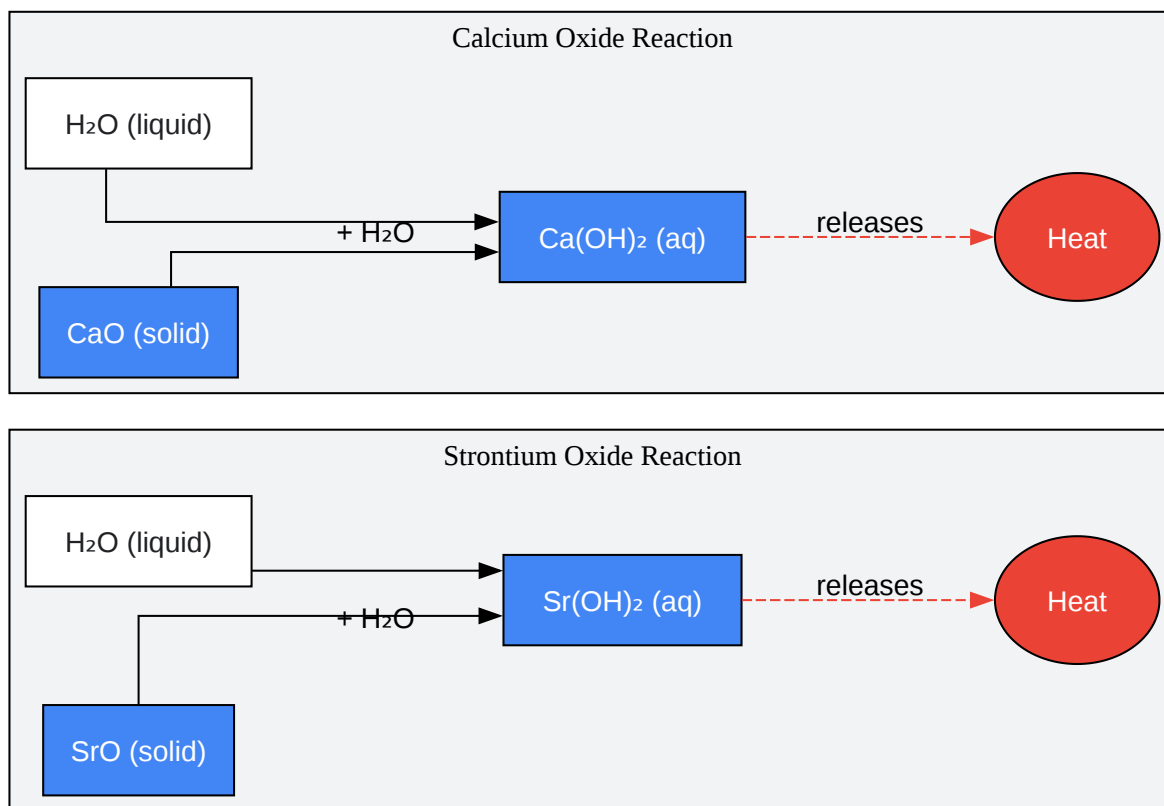 Calcium Oxide Reaction
H₂O (liquid)
+ H₂O
CaO (solid)
Ca(OH)₂ (aq)
releases
Heat
Strontium Oxide Reaction
H₂O (liquid)
+ H₂O
SrO (solid)
Sr(OH)₂ (aq)
releases
Heat